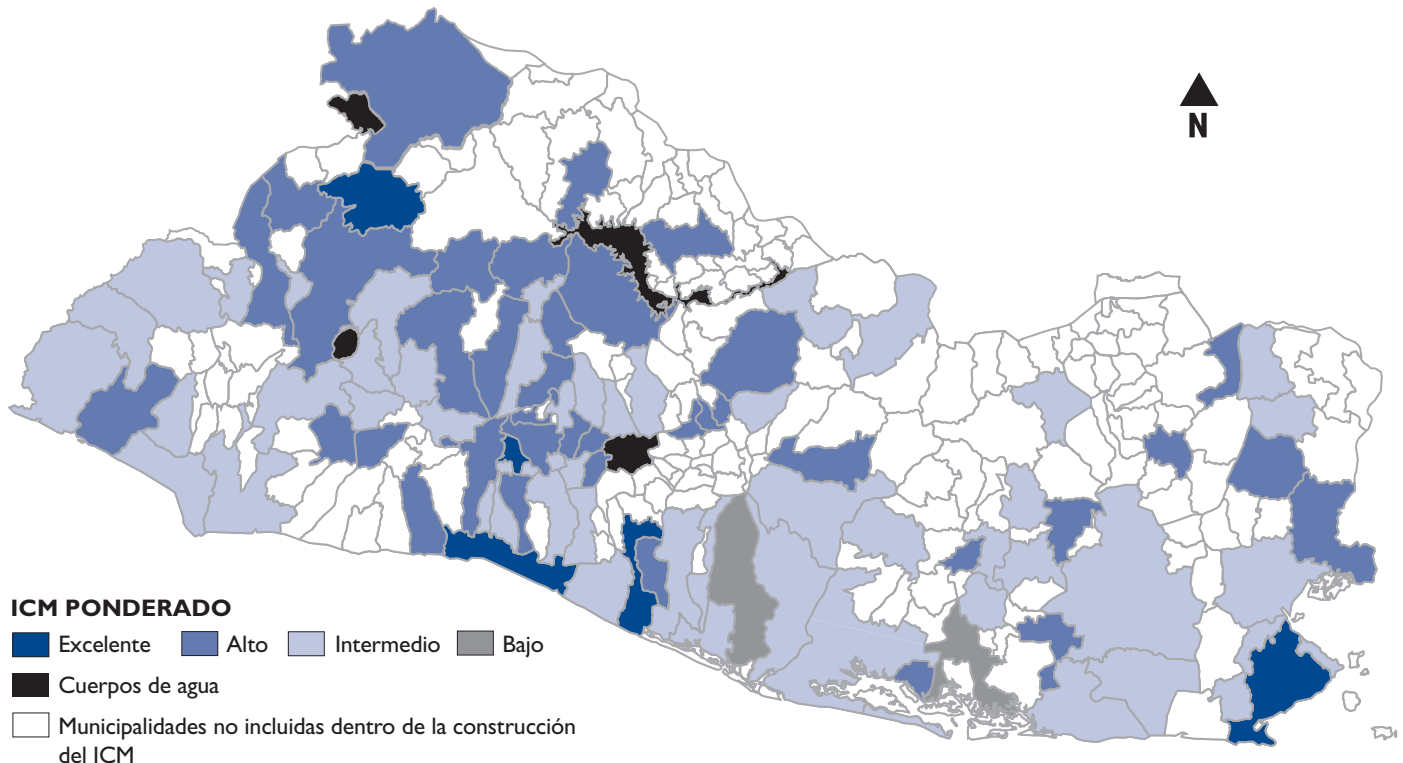 N
ICM PONDERADO
Excelente Alto Intermedio Bajo
Cuerpos de agua
Municipalidades no incluidas dentro de la construcción
del ICM